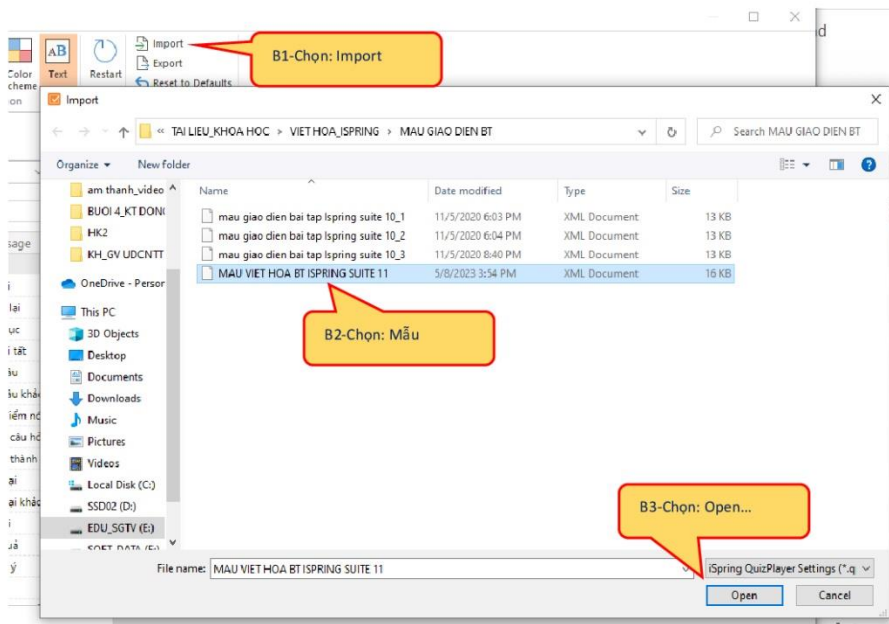 Import
Export
Reset to Defaults
Color
scheme
AB
Text
Restart
B1-Chọn: Import
Import
« TAI LIEU_KHOA HOC > VIET HOA_ISPRING > MAU GIAO DIEN BT
Search MAU GIAO DIEN BT
Organize
New folder
Name
Date modified
Type
Size
am thanh_video
BUOI 4_KT DON
HK2
KH_GV UDCNTT
OneDrive - Person
This PC
3D Objects
Desktop
Documents
Downloads
Music
Pictures
Videos
Local Disk (C:)
SSD02 (D:)
EDU_SGTV (E:)
mau giao dien bai tap Ispring suite 10_1 11/5/2020 6:03 PM XML Document 13 KB
mau giao dien bai tap Ispring suite 10_2 11/5/2020 6:04 PM XML Document 13 KB
mau giao dien bai tap Ispring suite 10_3 11/5/2020 8:40 PM XML Document 13 KB
MAU VIET HOA BT ISPRING SUITE 11 5/8/2023 3:54 PM XML Document 16 KB
B2-Chọn: Mẫu
B3-Chọn: Open...
File name: MAU VIET HOA BT ISPRING SUITE 11
iSpring QuizPlayer Settings (*.q
Open
Cancel